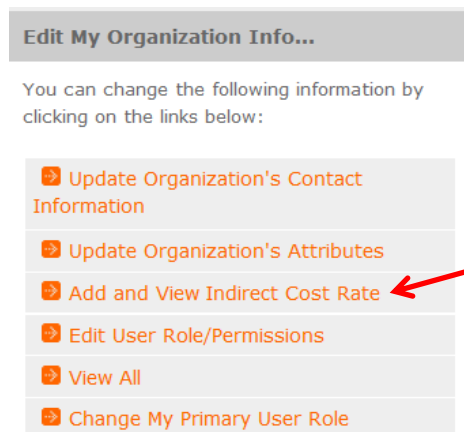 Edit My Organization Info...
You can change the following information by
clicking on the links below:
Update Organization's Contact
Information
Update Organization's Attributes
Add and View Indirect Cost Rate
Edit User Role/Permissions
View All
Change My Primary User Role